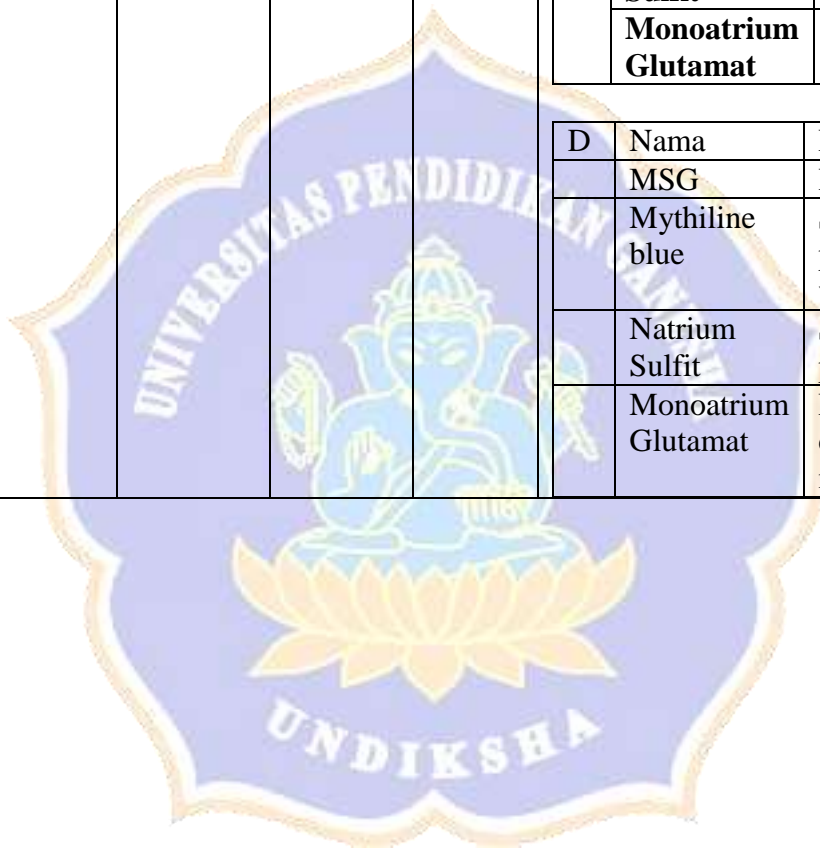 Monoatrium
Glutamat
D Nama
MSG
Mythiline
blue
Natrium
Sulfit
Monoatrium
Glutamat
UNIVERSITAS PENDIDIKAN GANESHA
UNDIKSHA